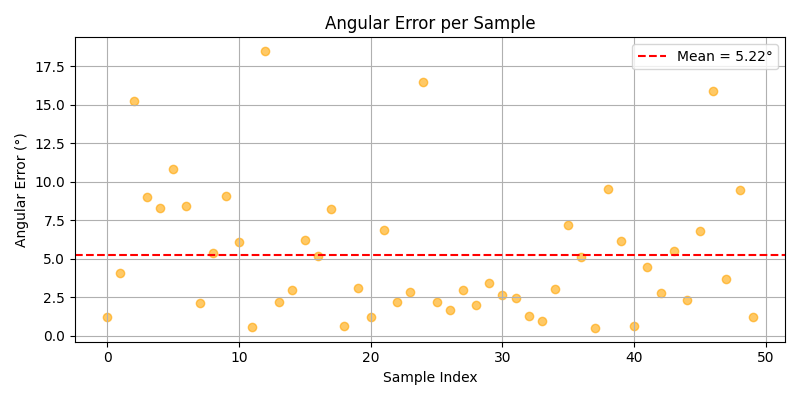 Angular Error per Sample
Mean = 5.22°
Angular Error (°)
17.5
15.0
12.5
10.0
7.5
5.0
2.5
0.0
0 10 20 30 40 50
Sample Index